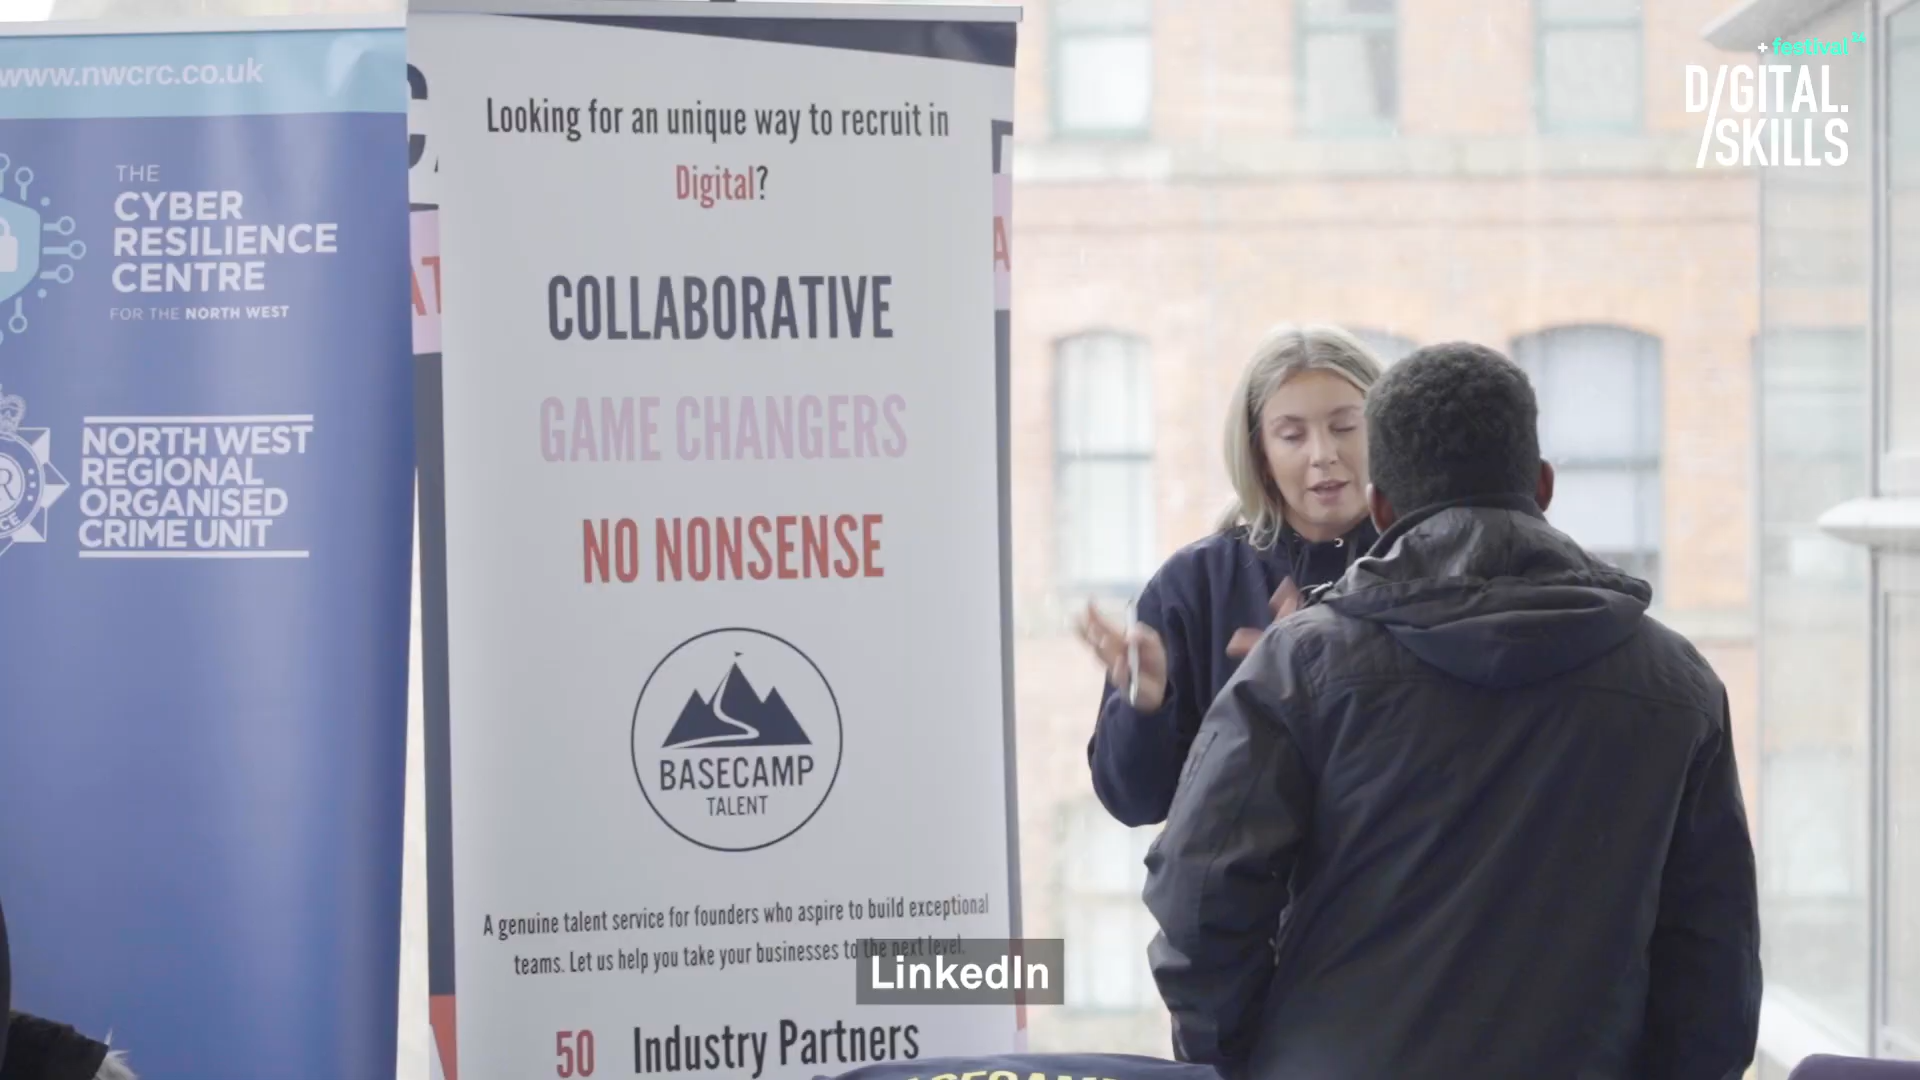 www.nwcrc.co.uk
THE
CYBER
RESILIENCE
CENTRE
FOR THE NORTH WEST
NORTH WEST
REGIONAL
ORGANISED
CRIME UNIT
Looking for an unique way to recruit in
Digital?
COLLABORATIVE
GAME CHANGERS
NO NONSENSE
BASECAMP
TALENT
A genuine talent service for founders who aspire to build exceptional
teams. Let us help you take your businesses to the next level.
50 Industry Partners
LinkedIn
+ festival 24
D/GITAL.
/SKILLS